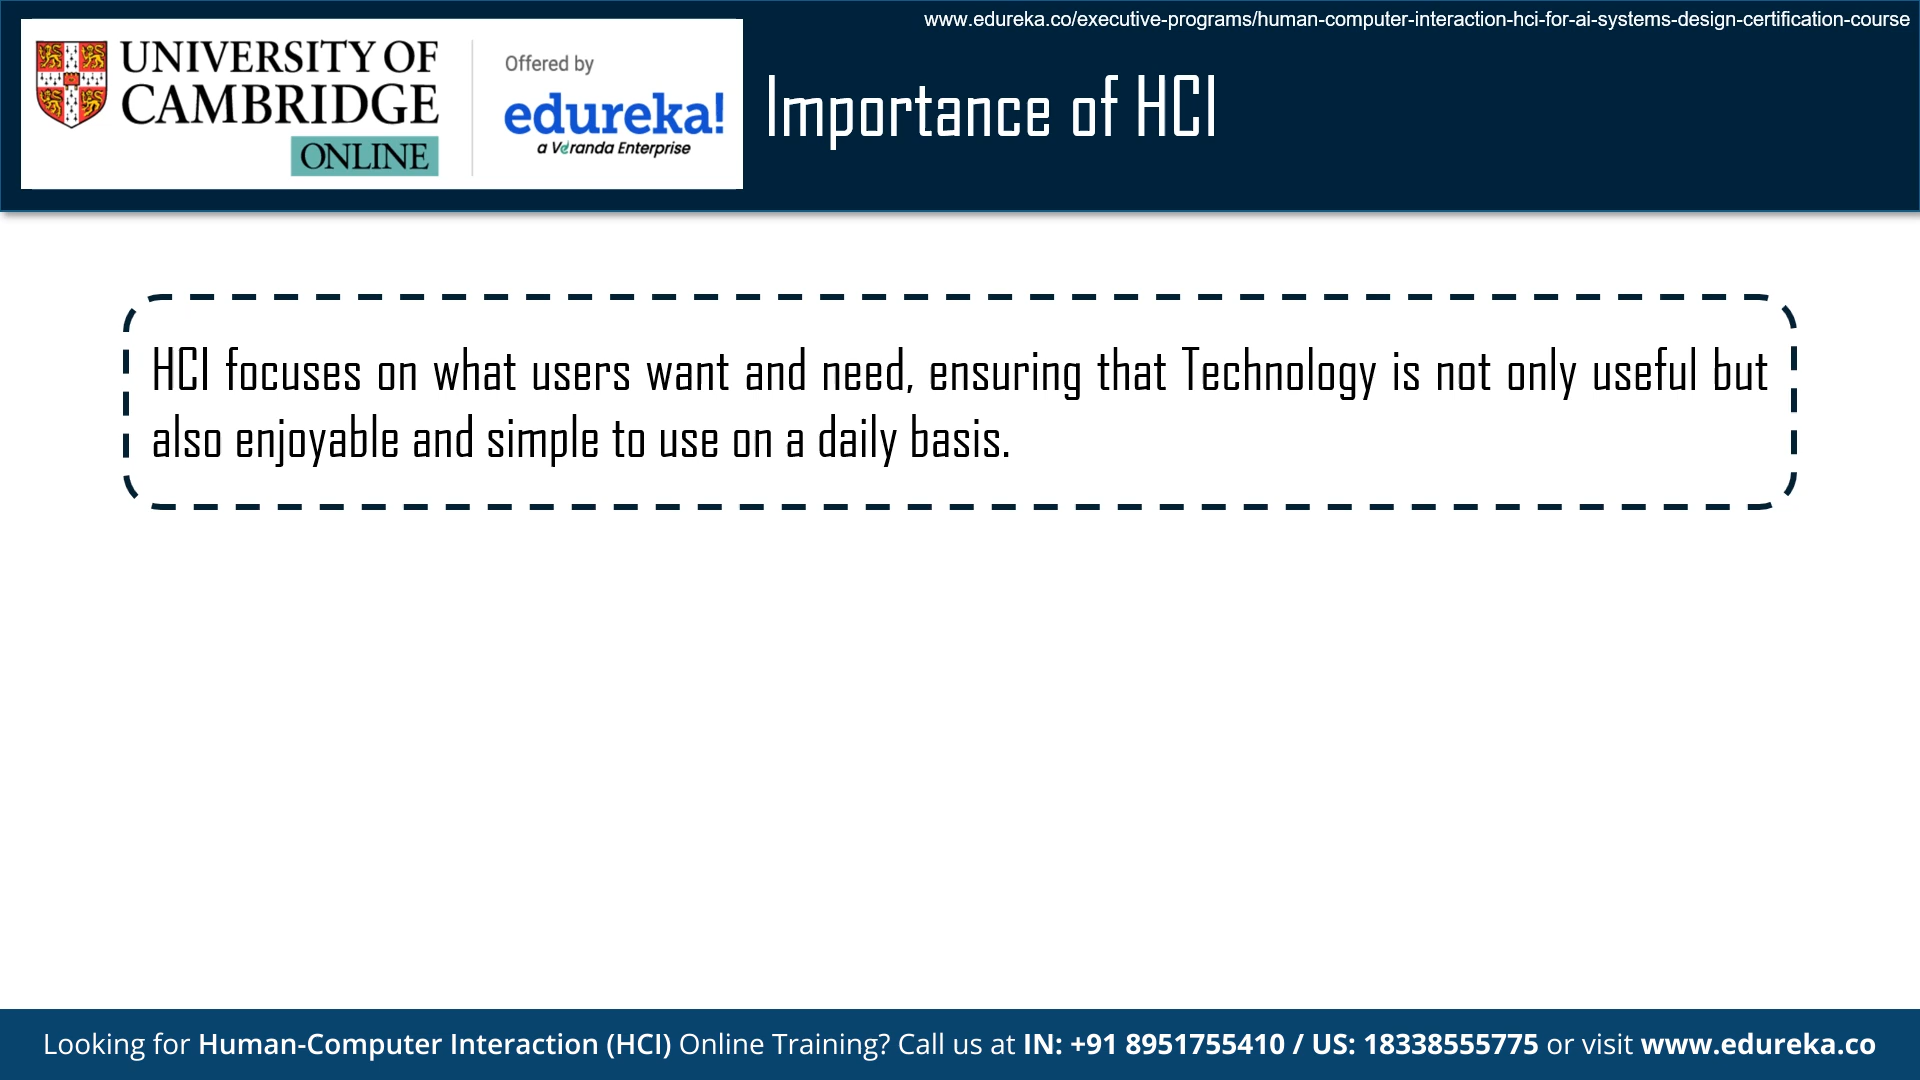 www.edureka.co/executive-programs/human-computer-interaction-hci-for-ai-systems-design-certification-course
UNIVERSITY OF
CAMBRIDGE
ONLINE
Offered by
edureka!
a Veranda Enterprise
Importance of HCI
HCI focuses on what users want and need, ensuring that Technology is not only useful but
also enjoyable and simple to use on a daily basis.
Looking for Human-Computer Interaction (HCI) Online Training? Call us at IN: +91 8951755410 / US: 18338555775 or visit www.edureka.co